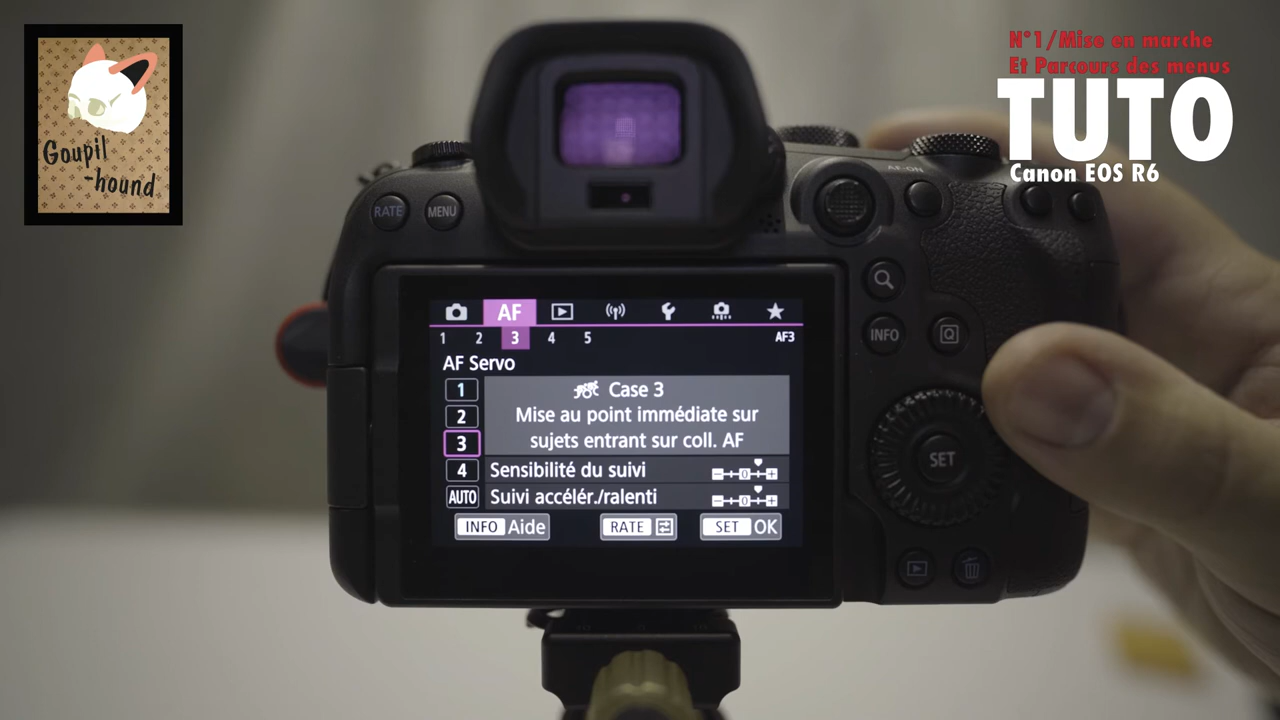 N°1/Mise en marche
Et Parcours des menus
TUTO
Canon EOS R6
Goupil
-hound
RATE
MENU
AF-ON
INFO
Q
SET
AF
1 2 3 4 5
AF3
AF Servo
1
Case 3
2
Mise au point immédiate sur
3
sujets entrant sur coll. AF
4
Sensibilité du suivi
- 0 +
AUTO
Suivi accélér./ralenti
- 0 +
INFO Aide
RATE
SET OK